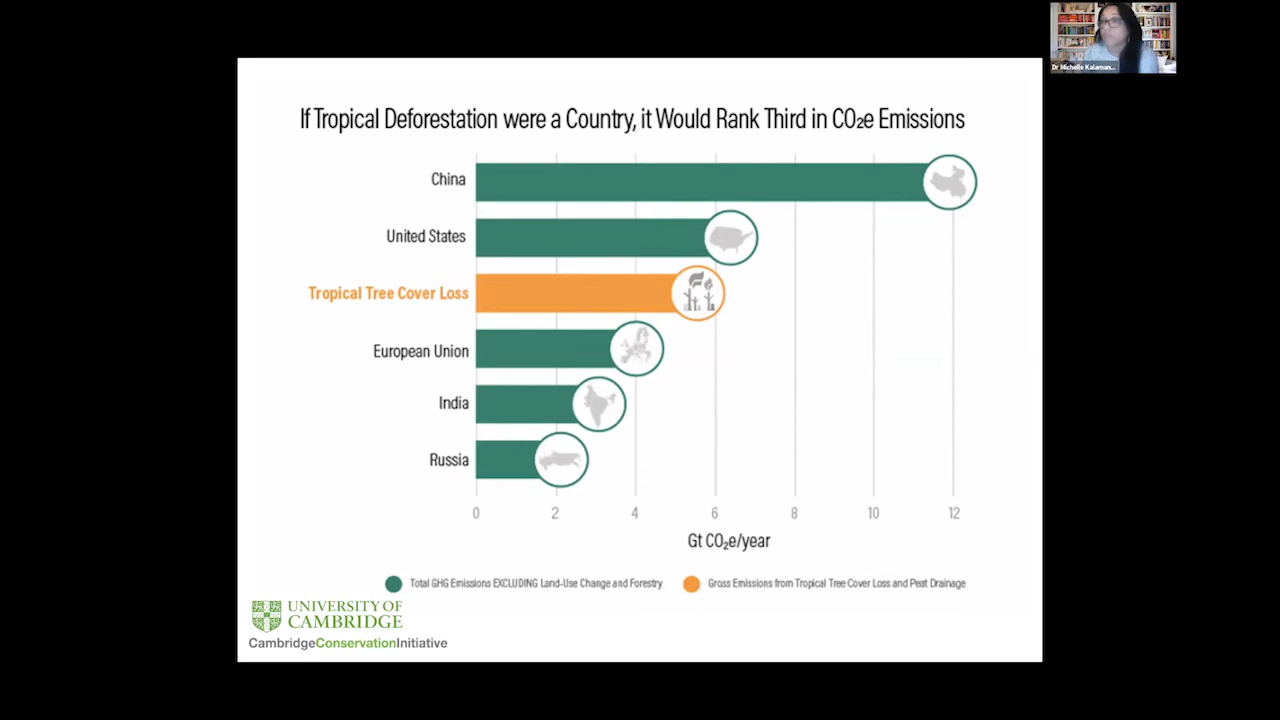 Dr Michelle Kalaman...
If Tropical Deforestation were a Country, it Would Rank Third in CO₂e Emissions
China
United States
Tropical Tree Cover Loss
European Union
India
Russia
0 2 4 6 8 10 12
Gt CO₂e/year
Total GHG Emissions EXCLUDING Land-Use Change and Forestry
Gross Emissions from Tropical Tree Cover Loss and Peat Drainage
UNIVERSITY OF
CAMBRIDGE
CambridgeConservationInitiative